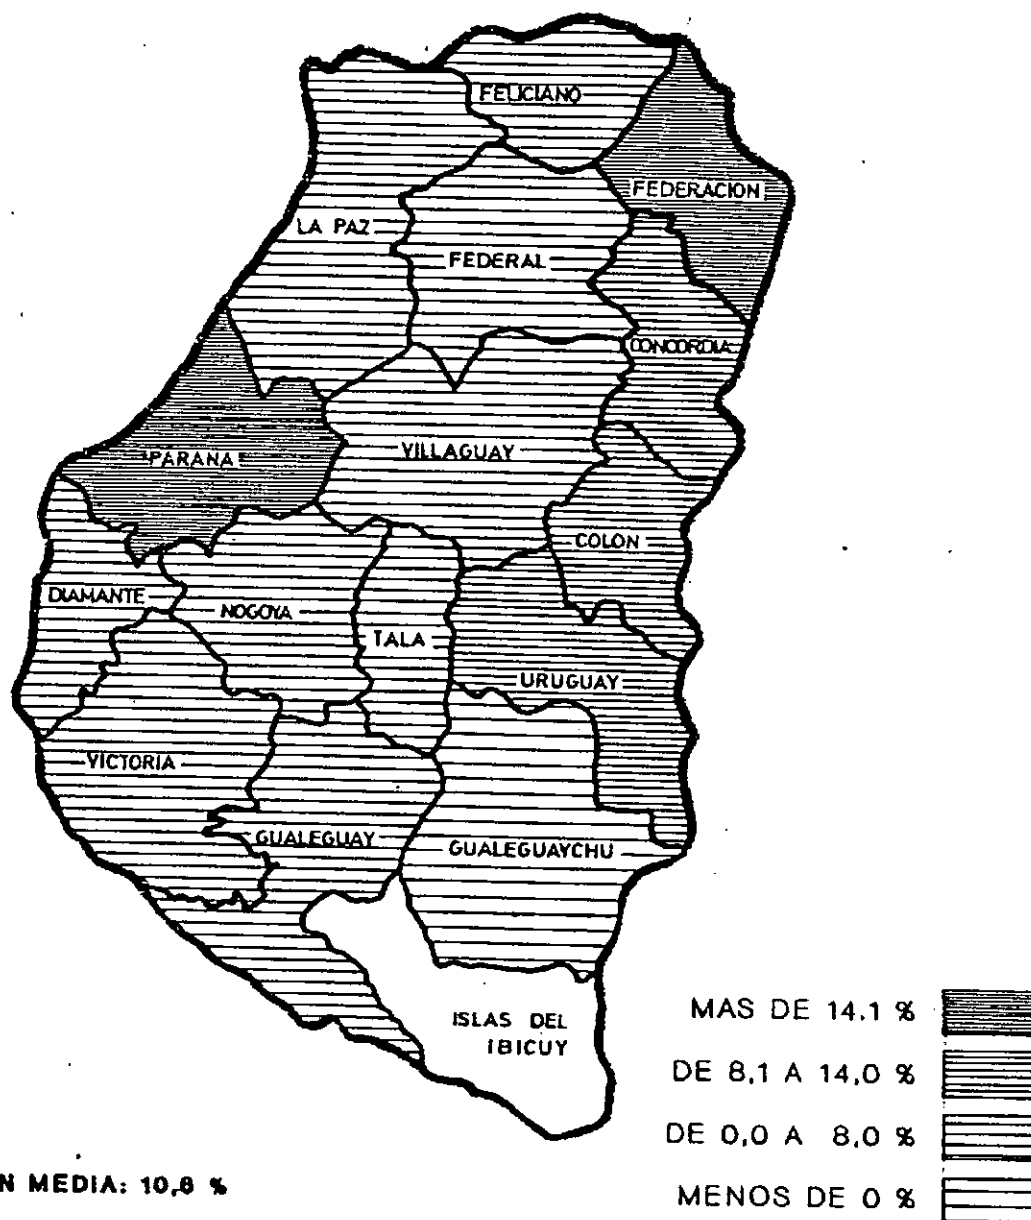 FELICIANO
FEDERACION
LA PAZ
FEDERAL
CONCORDIA
PARANA
VILLAGUAY
COLON
DIAMANTE
NOGOYA
TALA
URUGUAY
VICTORIA
GUALEGUAY
GUALEGUAYCHU
ISLAS DEL
IBICUY
MAS DE 14.1 %
DE 8,1 A 14,0 %
DE 0,0 A 8,0 %
MENOS DE 0 %
N MEDIA: 10,6 %